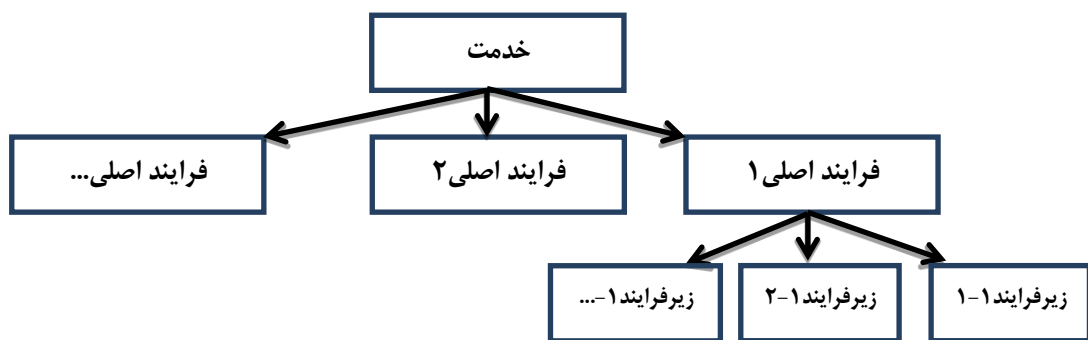 خدمت
فرایند اصلی۱
فرایند اصلی۲
فرایند اصلی...
زیرفرایند۱-۱
زیرفرایند۱-۲
زیرفرایند۱-...